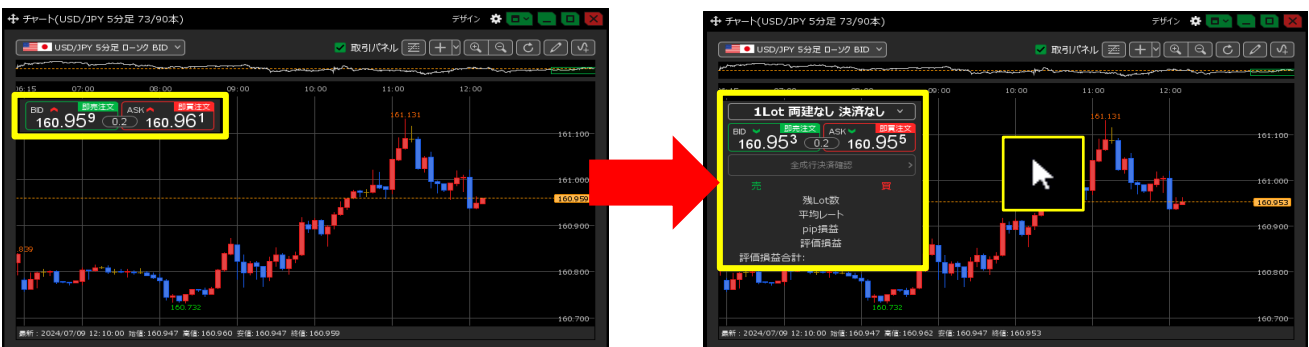 チャート(USD/JPY 5分足 73/90本)
デザイン
USD/JPY 5分足 ローソク BID
取引パネル
06:15 07:00 08:00 09:00 10:00 11:00 12:00
BID 即売注文 ASK 即買注文
160.95⁹ 0.2 160.96¹
161.131
161.100
161.000
160.959
160.900
839
160.800
160.732
160.700
最新 : 2024/07/09 12:10:00 始値:160.947 高値:160.960 安値:160.947 終値:160.959
チャート(USD/JPY 5分足 73/90本)
デザイン
USD/JPY 5分足 ローソク BID
取引パネル
09:00 10:00 11:00 12:00
1Lot 両建なし 決済なし
BID 即売注文 ASK 即買注文
160.95³ 0.2 160.95⁵
全成行決済確認
売 買
残Lot数
平均レート
pip損益
評価損益
評価損益合計:
161.131
161.100
161.000
160.953
160.900
160.800
160.732
160.700
最新 : 2024/07/09 12:10:00 始値:160.947 高値:160.962 安値:160.947 終値:160.953